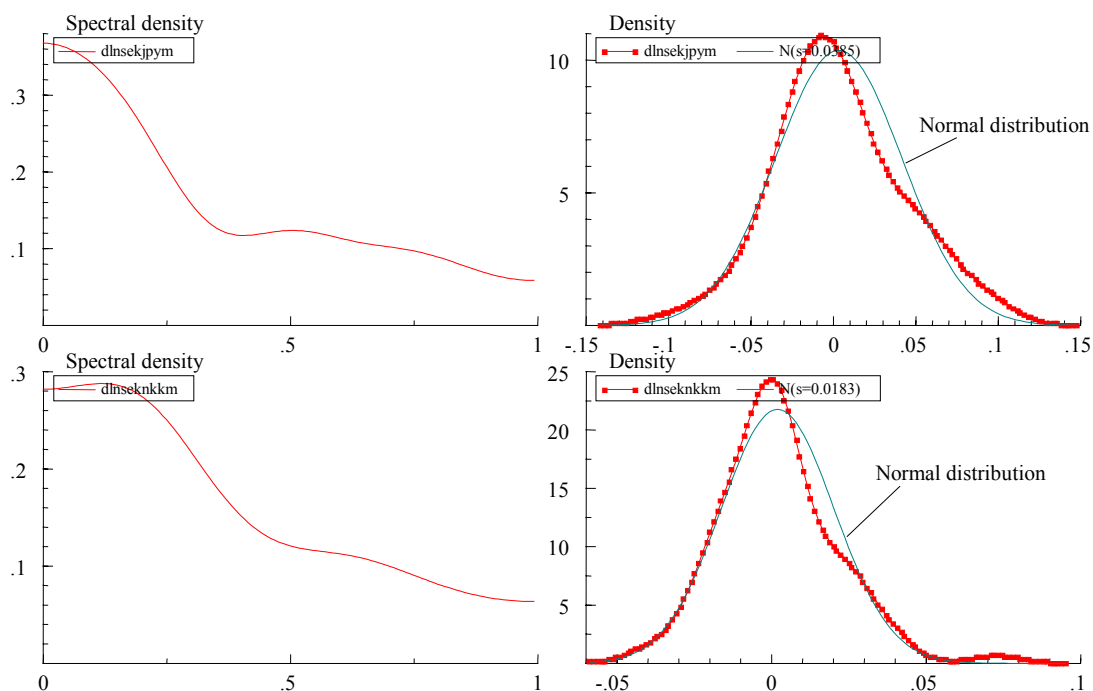 Spectral density
dlnsekjpym
.3
.2
.1
0 .5 1
Density
dlnsekjpym N(s=0.0385)
10
5
Normal distribution
-.15 -.1 -.05 0 .05 .1 .15
Spectral density
.3
dlnseknkkm
.2
.1
0 .5 1
Density
25
dlnseknkkm N(s=0.0183)
20
15
10
5
Normal distribution
-.05 0 .05 .1